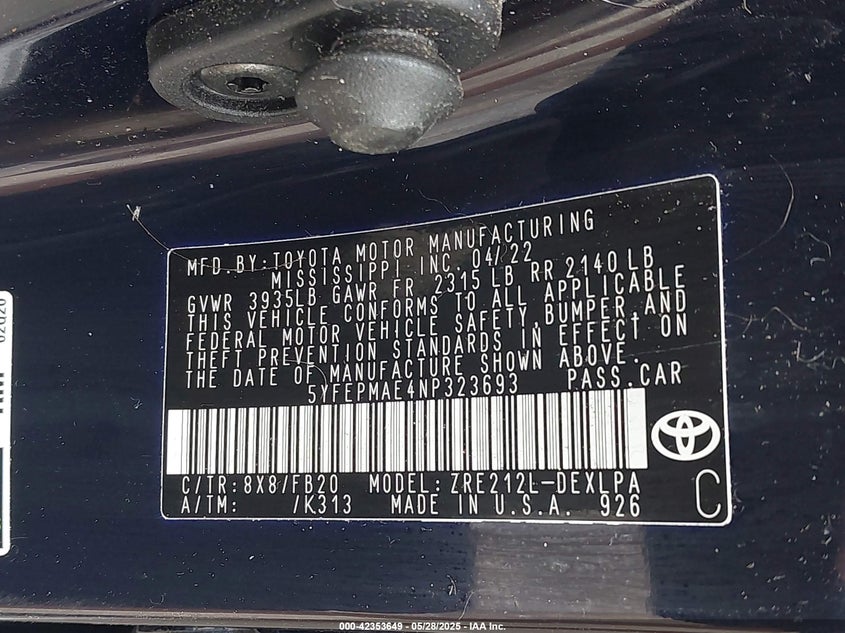 MFD.BY:TOYOTA MOTOR MANUFACTURING
MISSISSIPPI INC. 04/22
GVWR 3935LB GAWR FR 2315 LB RR 2140 LB
THIS VEHICLE CONFORMS TO ALL APPLICABLE
FEDERAL MOTOR VEHICLE SAFETY,BUMPER,AND
THEFT PREVENTION STANDARDS IN EFFECT ON
THE DATE OF MANUFACTURE SHOWN ABOVE.
5YFEPMAE4NP323693 PASS.CAR
C/TR:8X8/FB20 MODEL: ZRE212L-DEXLPA
A/TM: /K313 MADE IN U.S.A. 926
C
000-42353649 - 05/28/2025 - IAA Inc.